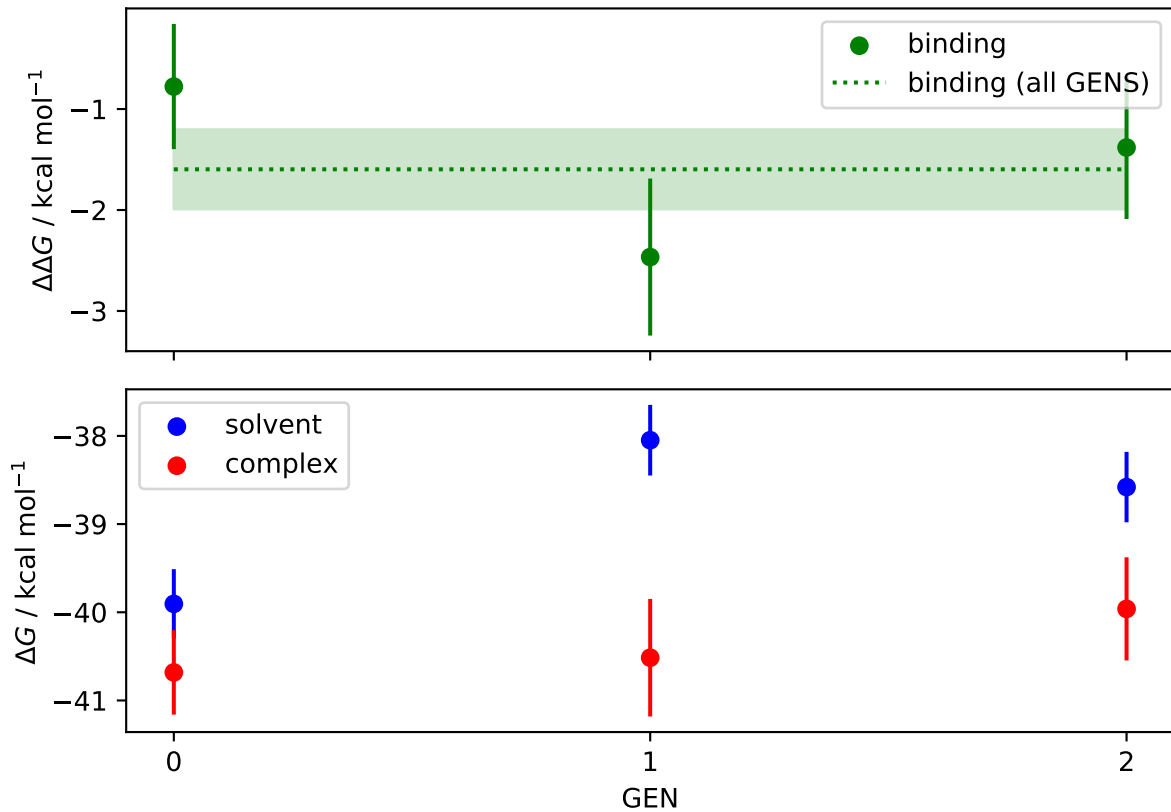 binding
binding (all GENS)
−1
−2
−3
ΔΔG / kcal mol⁻¹
solvent
complex
−38
−39
−40
−41
ΔG / kcal mol⁻¹
0 1 2
GEN